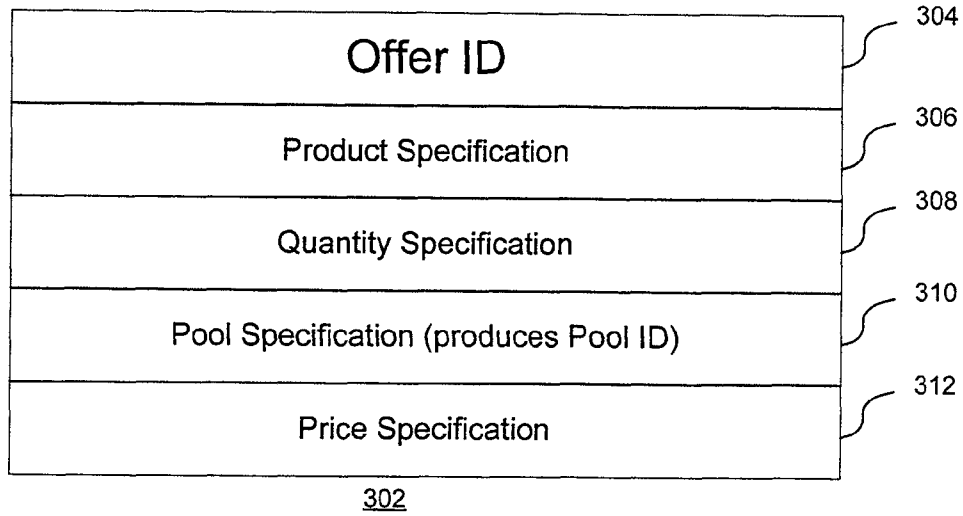 Offer ID
304
Product Specification
306
Quantity Specification
308
Pool Specification (produces Pool ID)
310
Price Specification
312
302